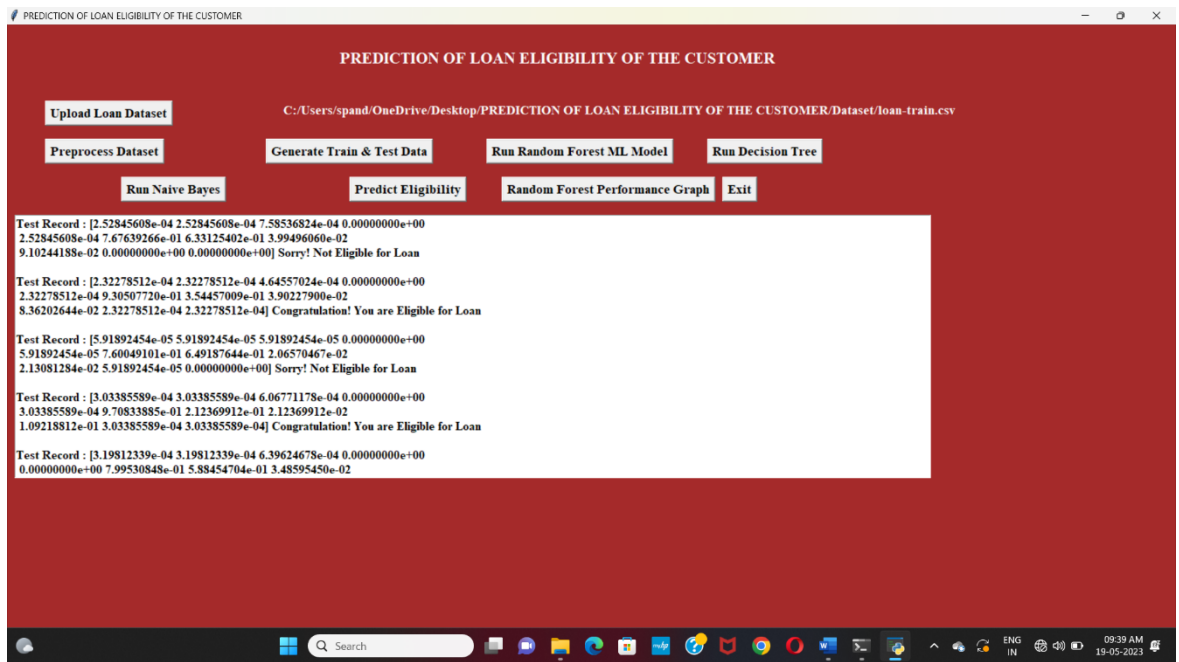 PREDICTION OF LOAN ELIGIBILITY OF THE CUSTOMER
PREDICTION OF LOAN ELIGIBILITY OF THE CUSTOMER
Upload Loan Dataset
C:/Users/spand/OneDrive/Desktop/PREDICTION OF LOAN ELIGIBILITY OF THE CUSTOMER/Dataset/loan-train.csv
Preprocess Dataset
Generate Train & Test Data
Run Random Forest ML Model
Run Decision Tree
Run Naive Bayes
Predict Eligibility
Random Forest Performance Graph
Exit
Test Record : [2.52845608e-04 2.52845608e-04 7.58536824e-04 0.00000000e+00
2.52845608e-04 7.67639266e-01 6.33125402e-01 3.99496060e-02
9.10244188e-02 0.00000000e+00 0.00000000e+00] Sorry! Not Eligible for Loan
Test Record : [2.32278512e-04 2.32278512e-04 4.64557024e-04 0.00000000e+00
2.32278512e-04 9.30507720e-01 3.54457009e-01 3.90227900e-02
8.36202644e-02 2.32278512e-04 2.32278512e-04] Congratulation! You are Eligible for Loan
Test Record : [5.91892454e-05 5.91892454e-05 5.91892454e-05 0.00000000e+00
5.91892454e-05 7.60049101e-01 6.49187644e-01 2.06570467e-02
2.13081284e-02 5.91892454e-05 0.00000000e+00] Sorry! Not Eligible for Loan
Test Record : [3.03385589e-04 3.03385589e-04 6.06771178e-04 0.00000000e+00
3.03385589e-04 9.70833885e-01 2.12369912e-01 2.12369912e-02
1.09218812e-01 3.03385589e-04 3.03385589e-04] Congratulation! You are Eligible for Loan
Test Record : [3.19812339e-04 3.19812339e-04 6.39624678e-04 0.00000000e+00
0.00000000e+00 7.99530848e-01 5.88454704e-01 3.48595450e-02
Search
ENG
IN
09:39 AM
19-05-2023